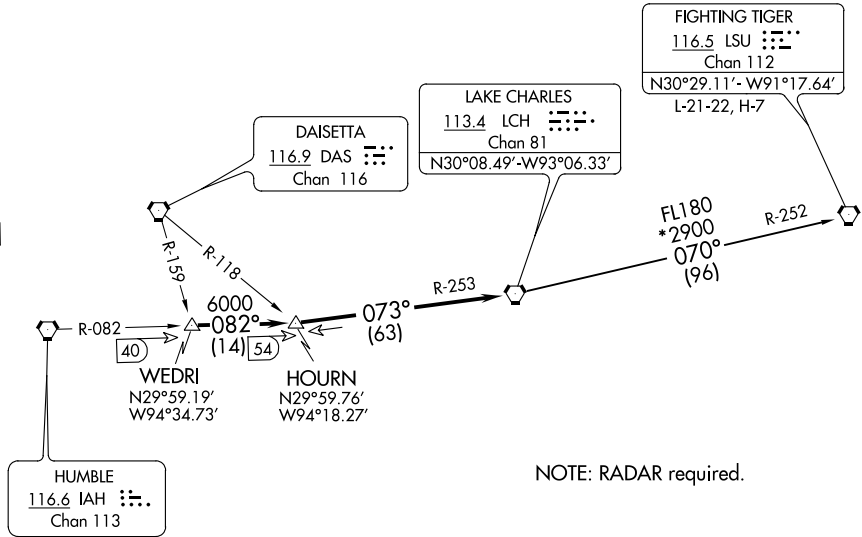 FIGHTING TIGER
116.5 LSU
Chan 112
N30°29.11’- W91°17.64’
L-21-22, H-7
LAKE CHARLES
113.4 LCH
Chan 81
N30°08.49’-W93°06.33’
DAISETTA
116.9 DAS
Chan 116
R-159
R-118
FL180
*2900
070°
(96)
R-252
R-253
073°
(63)
6000
082°
(14)
R-082
40
54
WEDRI
N29°59.19’
W94°34.73’
HOURN
N29°59.76’
W94°18.27’
HUMBLE
116.6 IAH
Chan 113
NOTE: RADAR required.